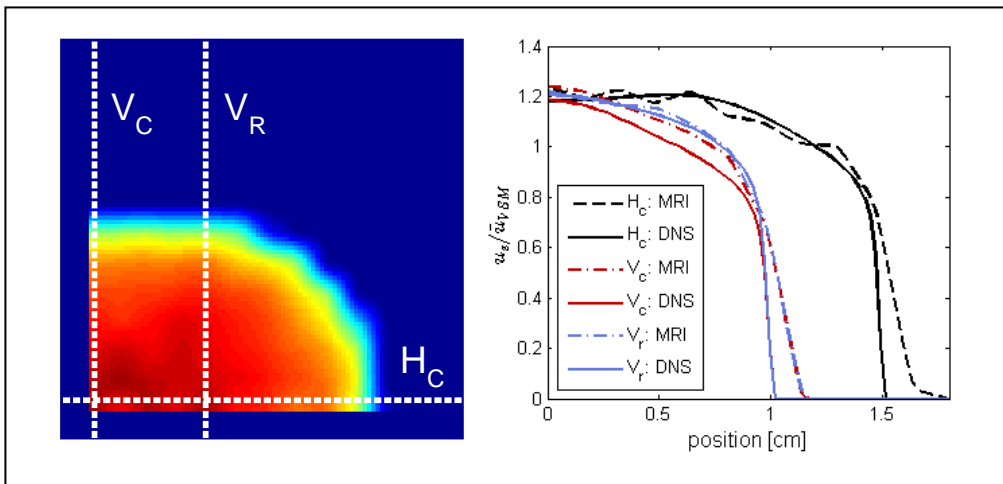 V_C
V_R
H_C
u_z/ū_VSM
1.4
1.2
1
0.8
0.6
0.4
0.2
0
H_c: MRI
H_c: DNS
V_c: MRI
V_c: DNS
V_r: MRI
V_r: DNS
0
0.5
1
1.5
position [cm]